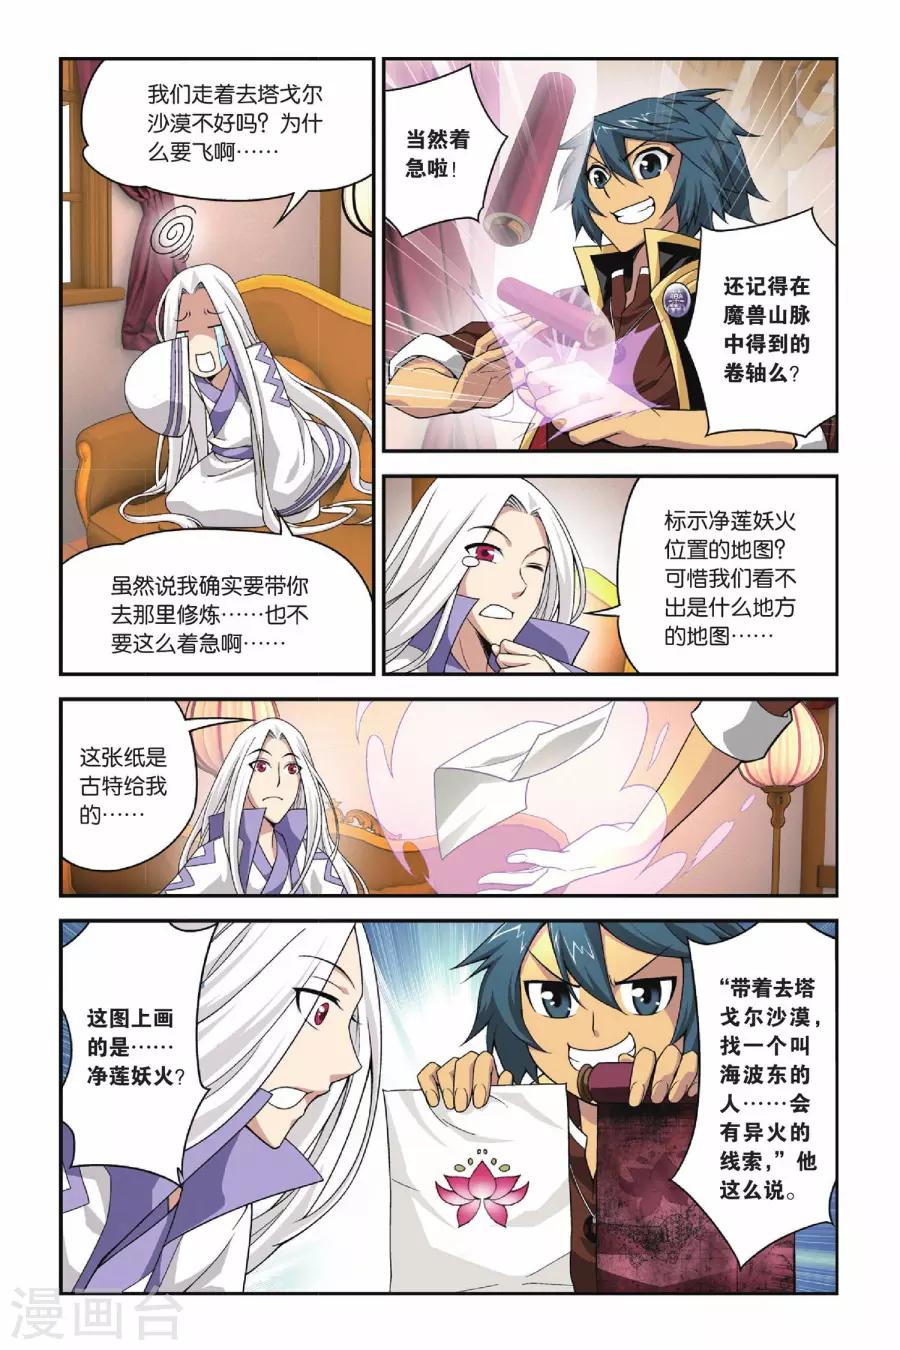 我们走着去塔戈尔
沙漠不好吗？为什
么要飞啊……
虽然说我确实要带你
去那里修炼……也不
要这么着急啊……
当然着
急啦！
还记得在
魔兽山脉
中得到的
卷轴么？
标示净莲妖火
位置的地图？
可惜我们看不
出是什么地方
的地图……
这张纸是
古特给我
的……
这图上画
的是……
净莲妖火？
“带着去塔
戈尔沙漠，
找一个叫
海波东的
人……会
有异火的
线索，”他
这么说。
漫画台